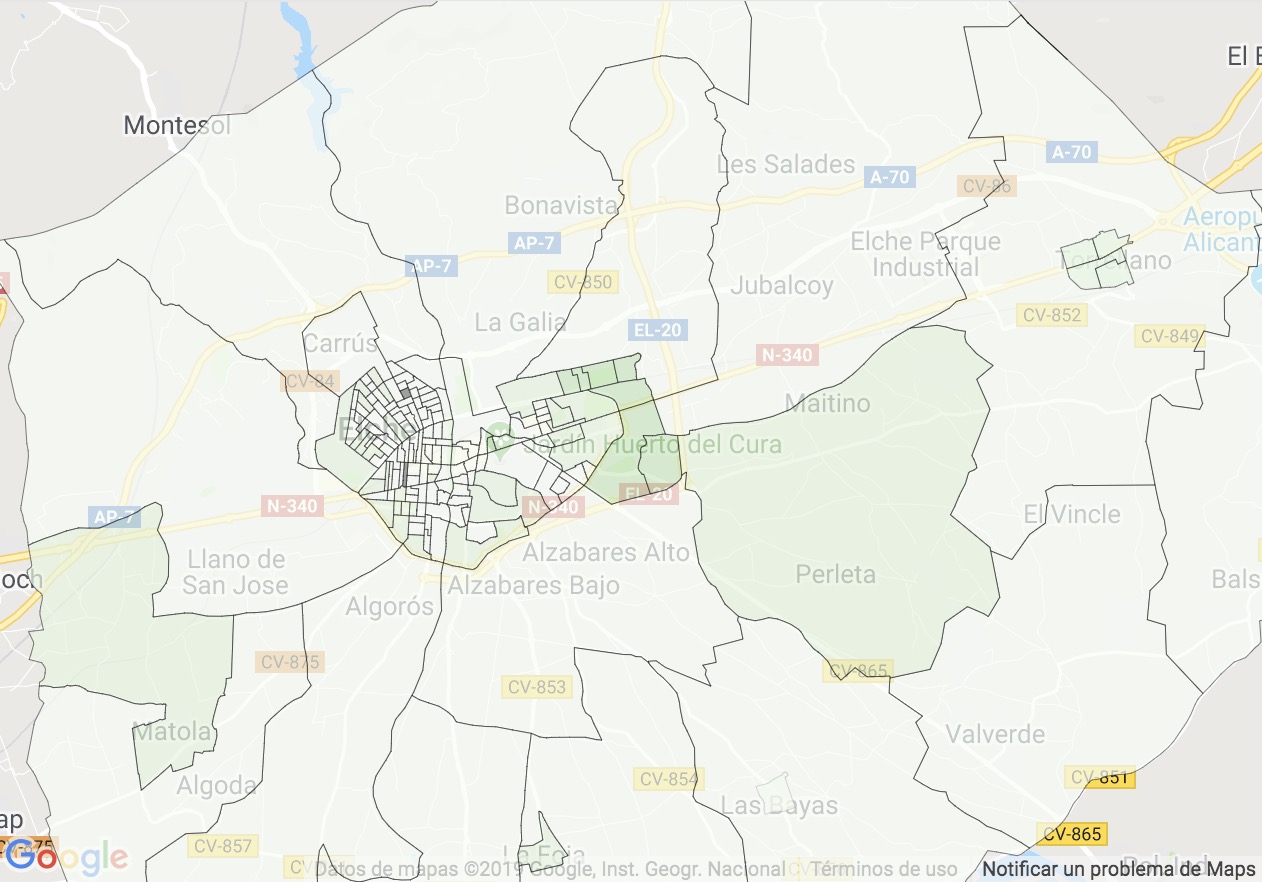 El
Montesol
A-70
Les Salades
A-70
CV-86
Bonavista
Aeropu
Alicant
AP-7
Elche Parque
Industrial
Torrellano
AP-7
CV-850
Jubalcoy
CV-852
La Galia
EL-20
CV-849
Carrús
N-340
CV-84
Maitino
Elche
Jardín Huerto del Cura
EL-20
N-340
N-340
AP-7
El Vincle
Alzabares Alto
Llano de
San Jose
och
Perleta
Bals
Alzabares Bajo
Algorós
CV-875
CV-865
CV-853
Matola
Valverde
CV-854
CV-851
Algoda
Las Bayas
ap
CV-865
CV-857
CV-875
Google
La Foia
Datos de mapas ©2019 Google, Inst. Geogr. Nacional
Términos de uso
Notificar un problema de Maps